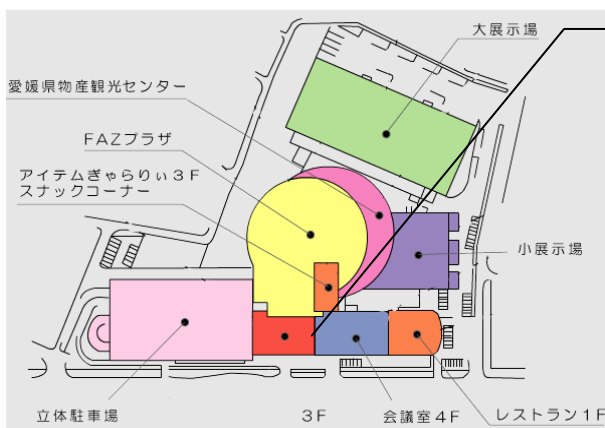 大展示場
愛媛県物産観光センター
FAZプラザ
アイテムぎゃらりぃ３F
スナックコーナー
小展示場
立体駐車場
３F
会議室４F
レストラン１F